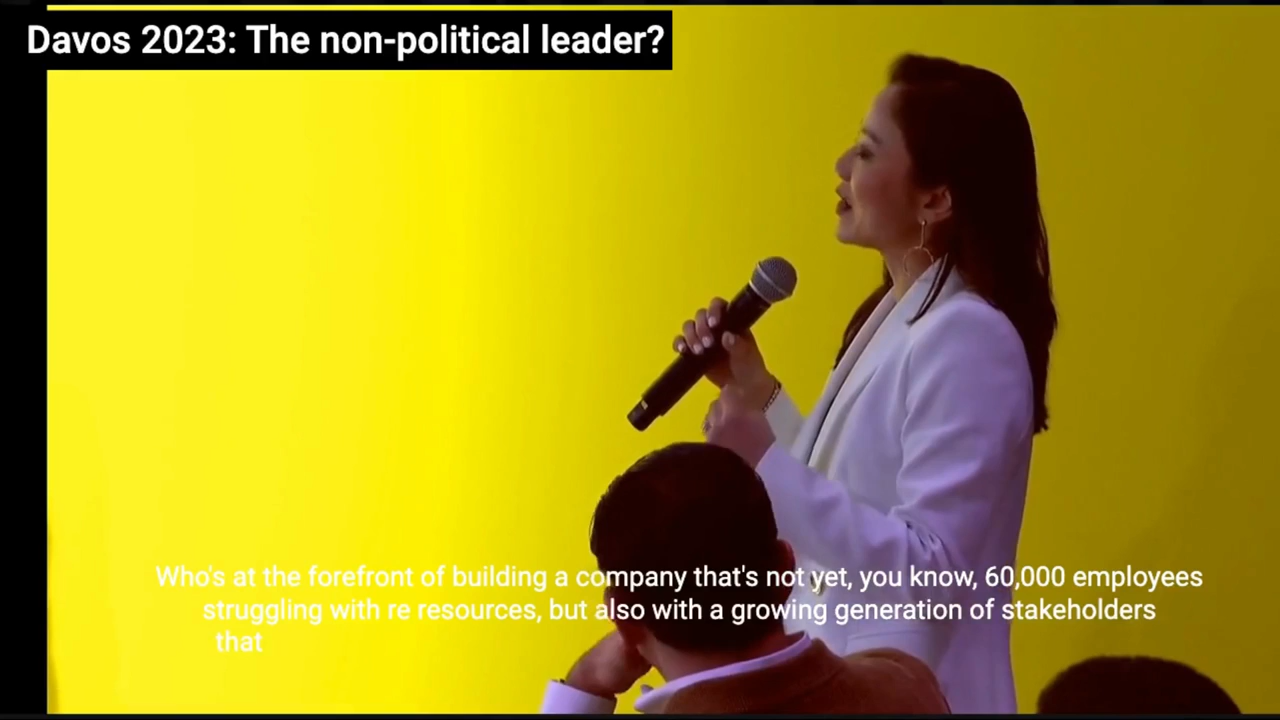 Davos 2023: The non-political leader?
Who's at the forefront of building a company that's not yet, you know, 60,000 employees
struggling with re resources, but also with a growing generation of stakeholders
that